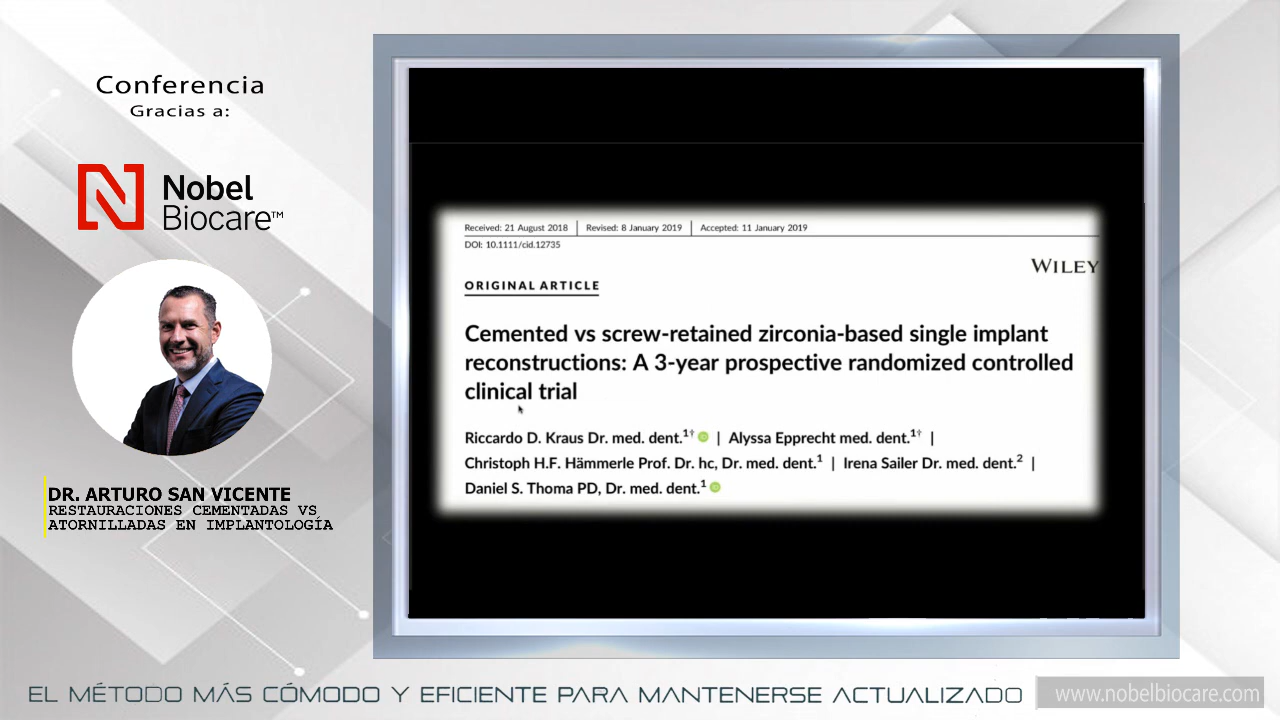 Conferencia
Gracias a:
Nobel
Biocare™
DR. ARTURO SAN VICENTE
RESTAURACIONES CEMENTADAS VS
ATORNILLADAS EN IMPLANTOLOGÍA
Received: 21 August 2018 | Revised: 8 January 2019 | Accepted: 11 January 2019
DOI: 10.1111/cid.12735
WILEY
ORIGINAL ARTICLE
Cemented vs screw-retained zirconia-based single implant
reconstructions: A 3-year prospective randomized controlled
clinical trial
Riccardo D. Kraus Dr. med. dent.1† | Alyssa Epprecht med. dent.1† |
Christoph H.F. Hämmerle Prof. Dr. hc, Dr. med. dent.1 | Irena Sailer Dr. med. dent.2 |
Daniel S. Thoma PD, Dr. med. dent.1
EL MÉTODO MÁS CÓMODO Y EFICIENTE PARA MANTENERSE ACTUALIZADO
www.nobelbiocare.com